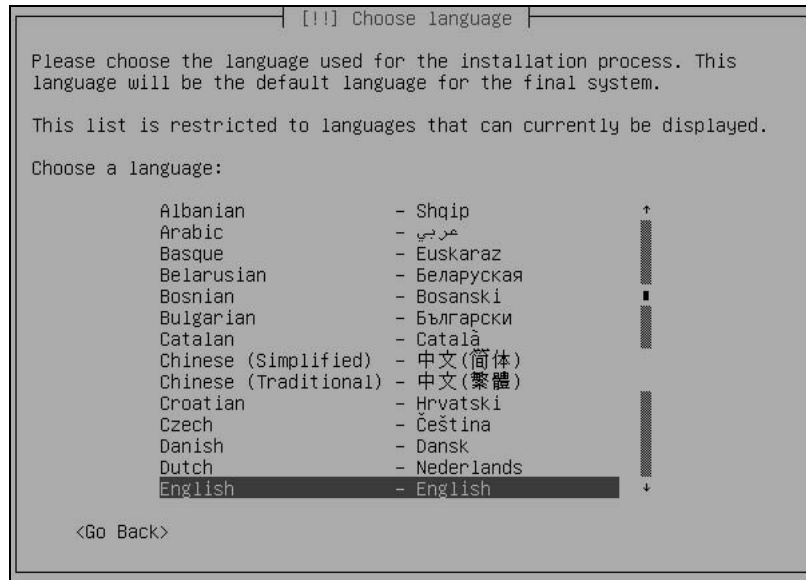 [!!] Choose language
Please choose the language used for the installation process. This
language will be the default language for the final system.
This list is restricted to languages that can currently be displayed.
Choose a language:
Albanian - Shqip
Arabic - عربي
Basque - Euskaraz
Belarusian - Беларуская
Bosnian - Bosanski
Bulgarian - Български
Catalan - Català
Chinese (Simplified) - 中文(简体)
Chinese (Traditional) - 中文(繁體)
Croatian - Hrvatski
Czech - Čeština
Danish - Dansk
Dutch - Nederlands
English - English
<Go Back>